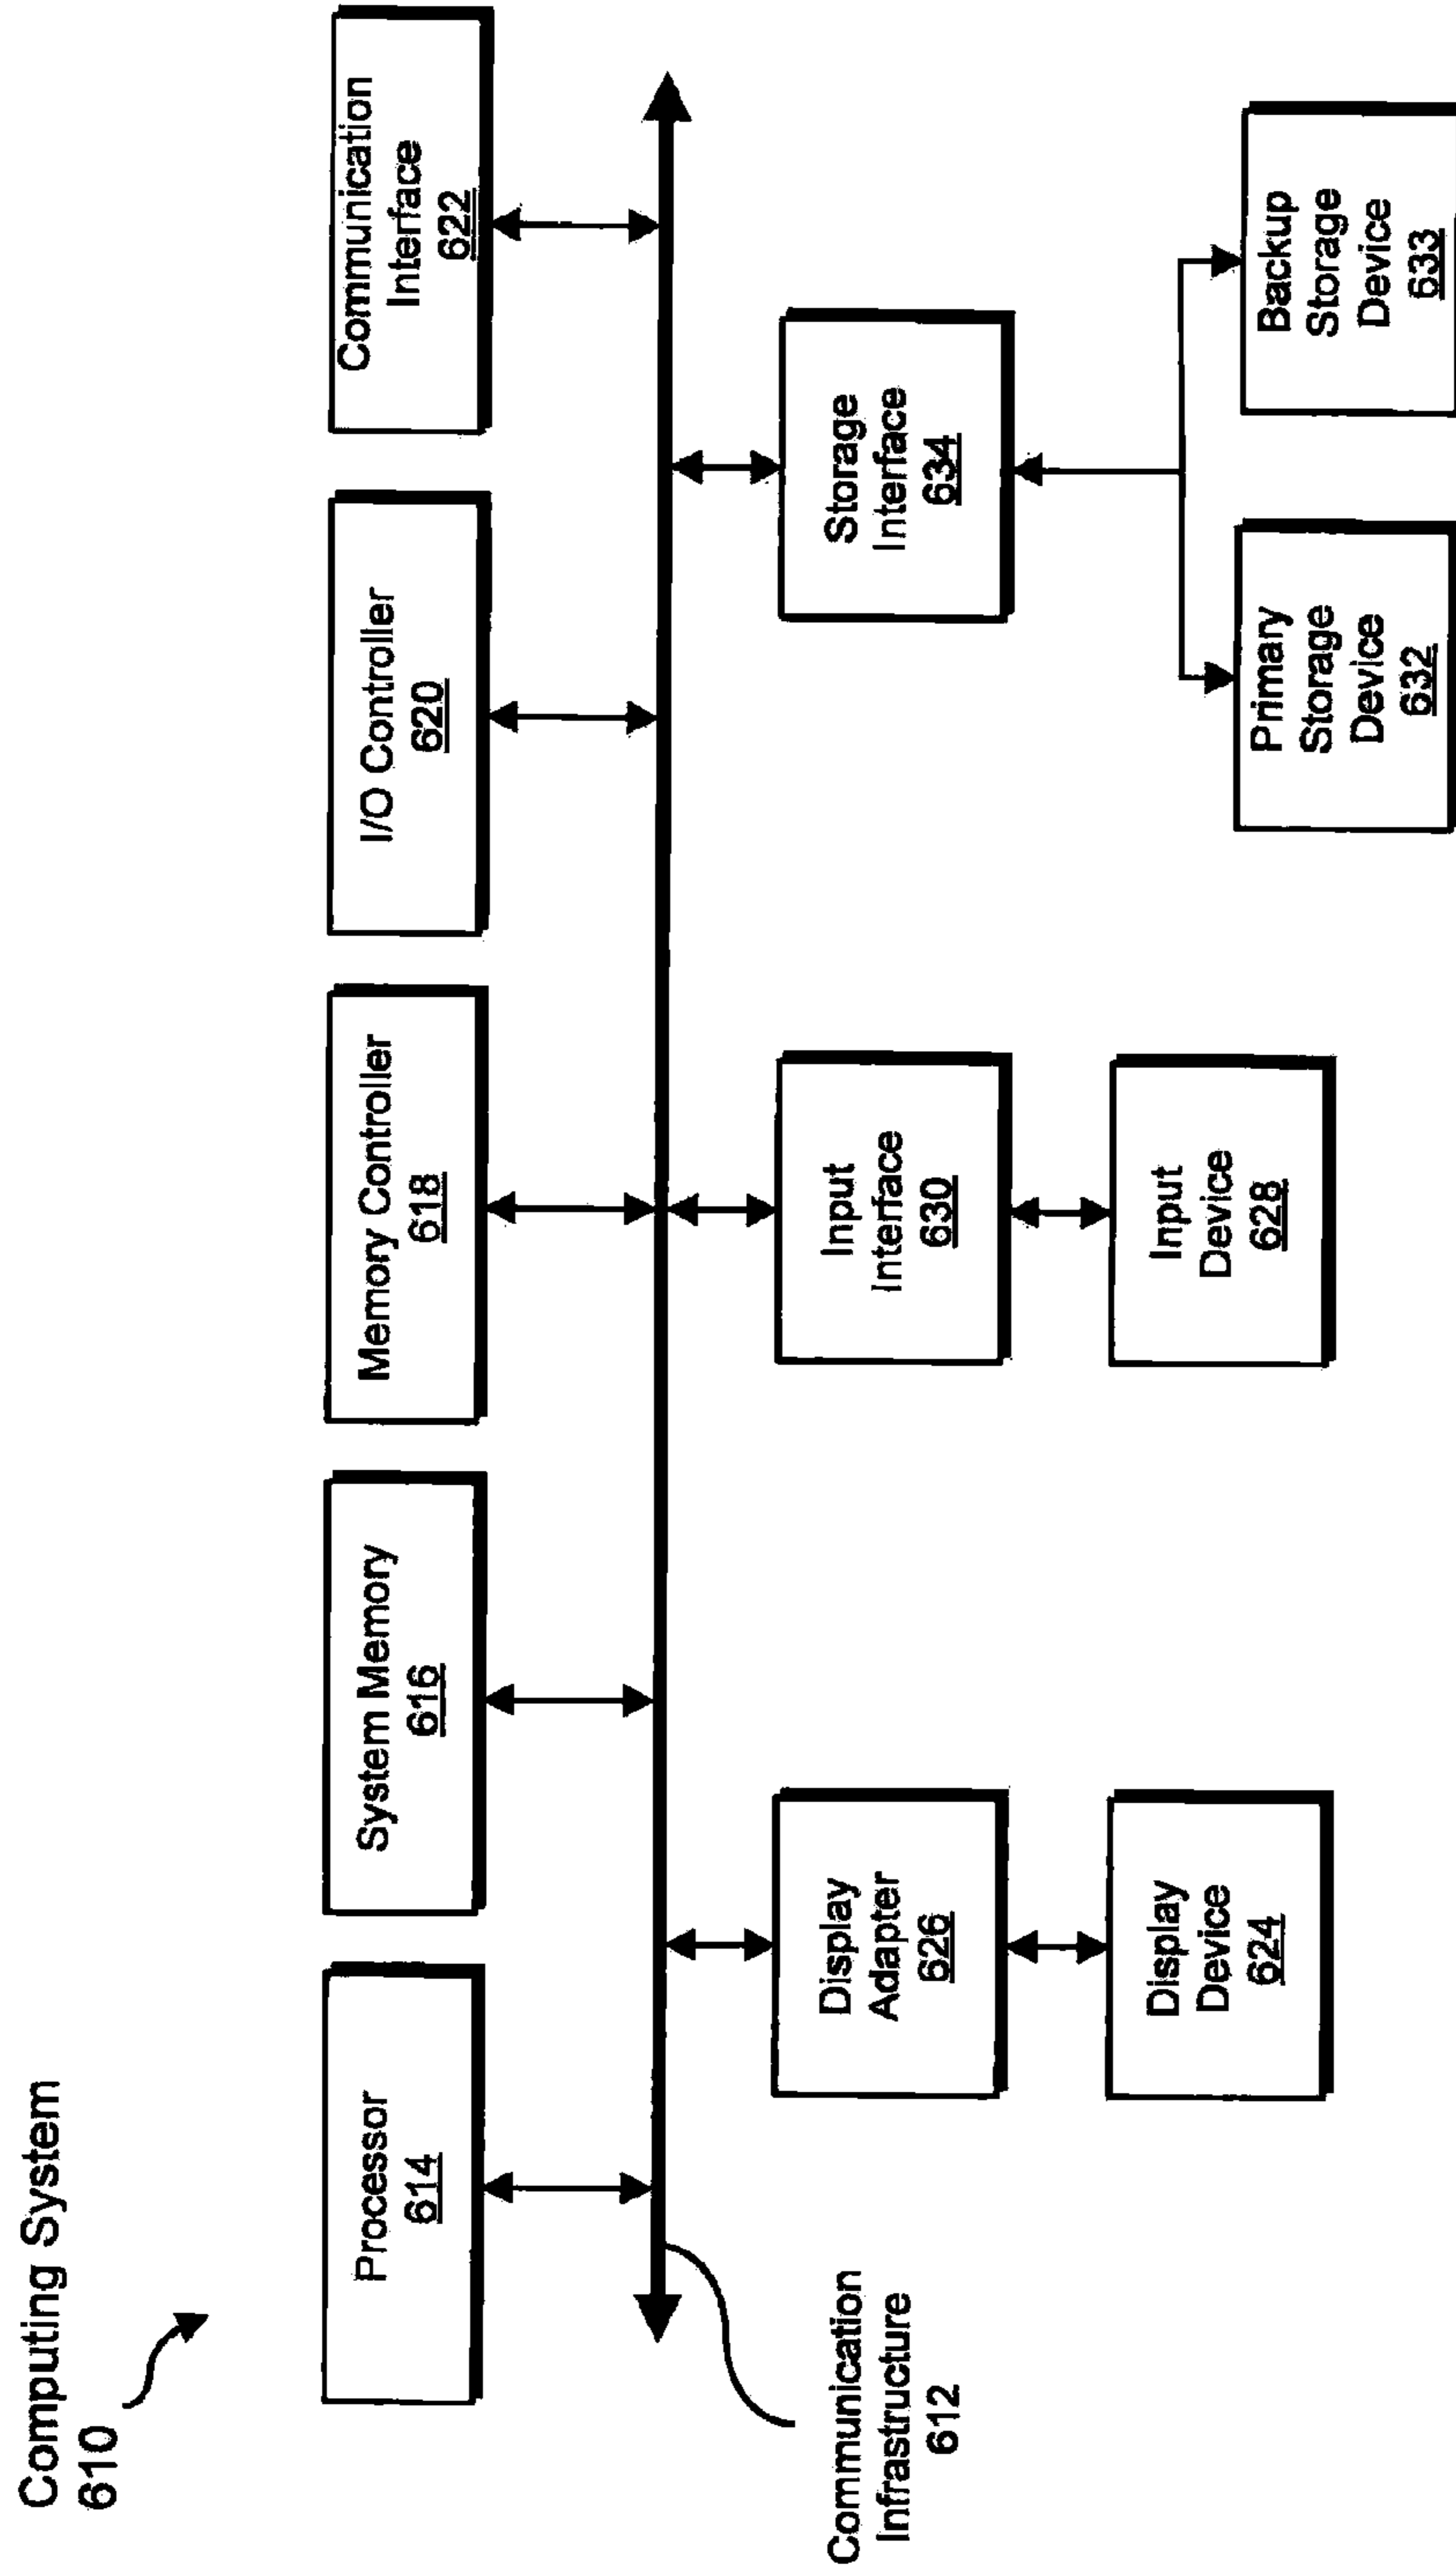 Computing System
610
Processor
614
System Memory
616
Memory Controller
618
I/O Controller
620
Communication
Interface
622
Communication
Infrastructure
612
Display
Adapter
626
Input
Interface
630
Storage
Interface
634
Display
Device
624
Input
Device
628
Primary
Storage
Device
632
Backup
Storage
Device
633